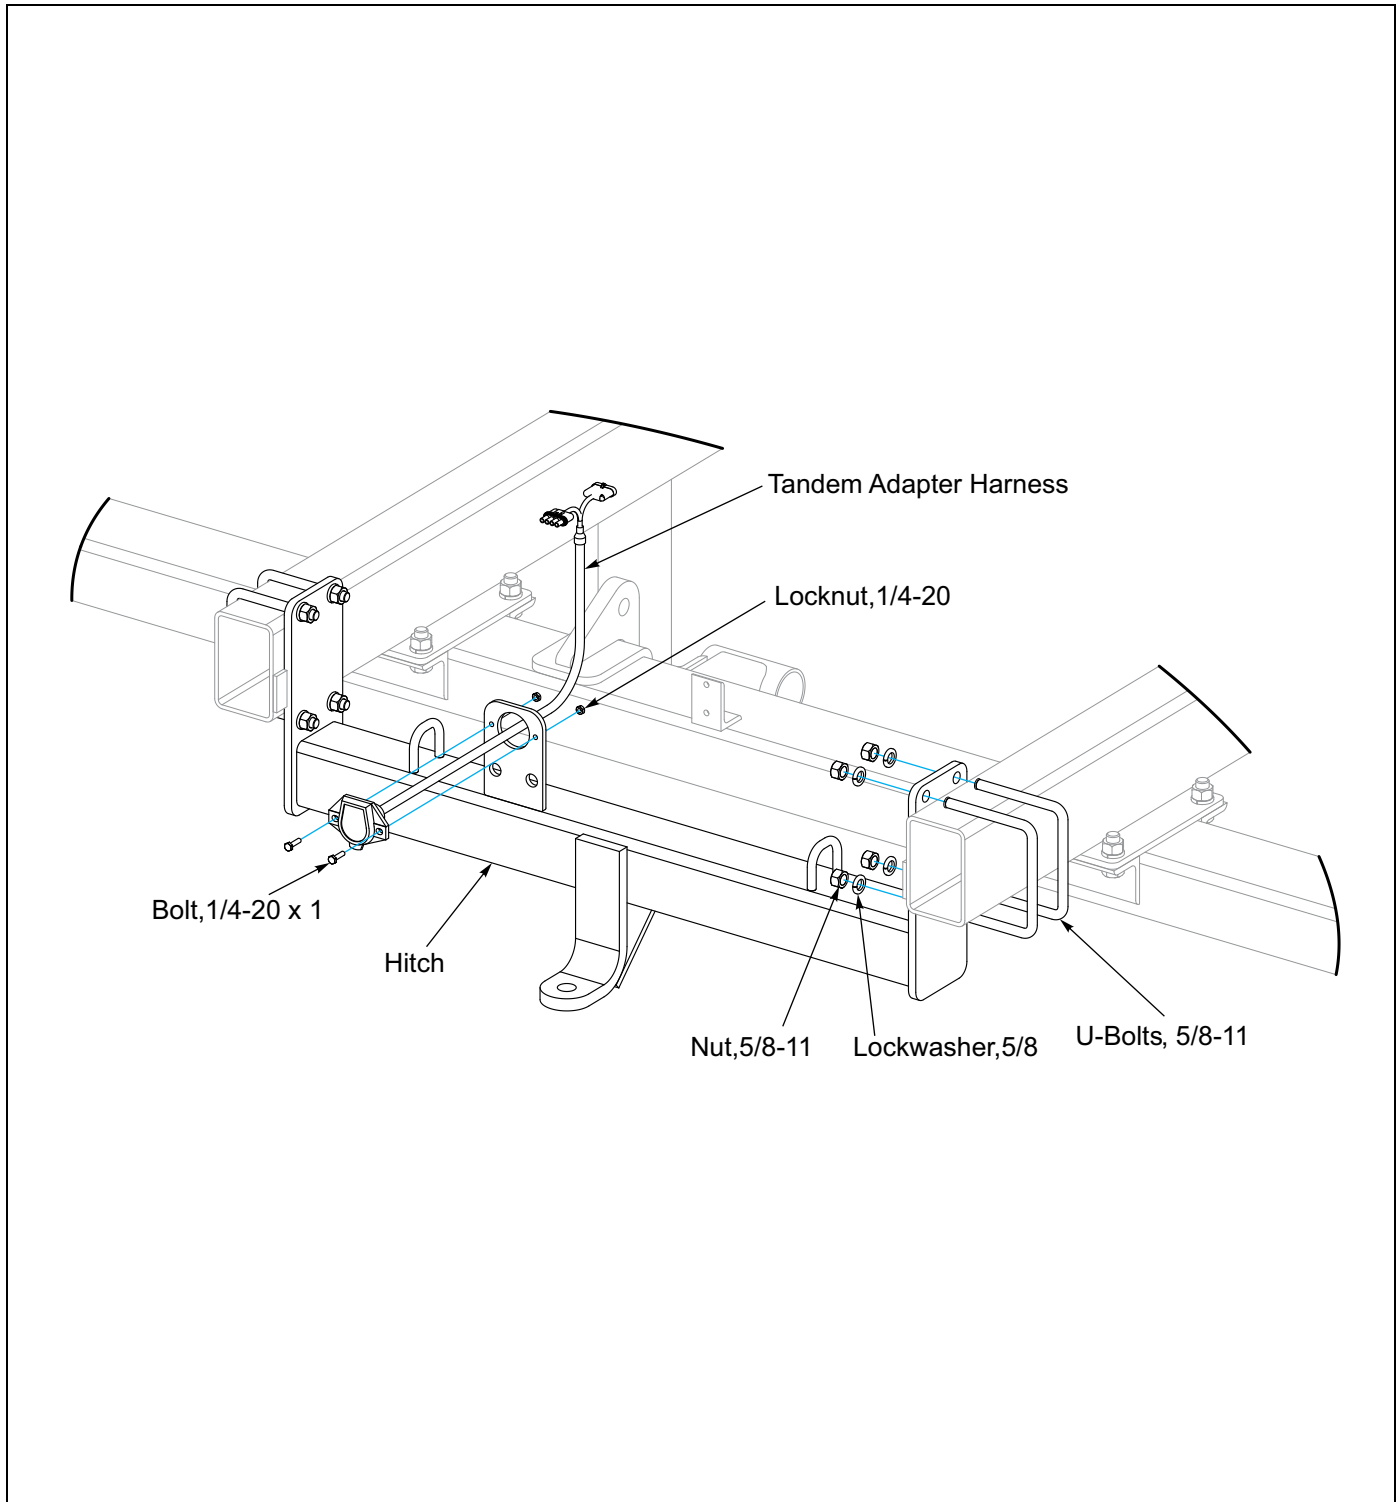 Tandem Adapter Harness
Locknut,1/4-20
Bolt,1/4-20 x 1
Hitch
Nut,5/8-11
Lockwasher,5/8
U-Bolts, 5/8-11